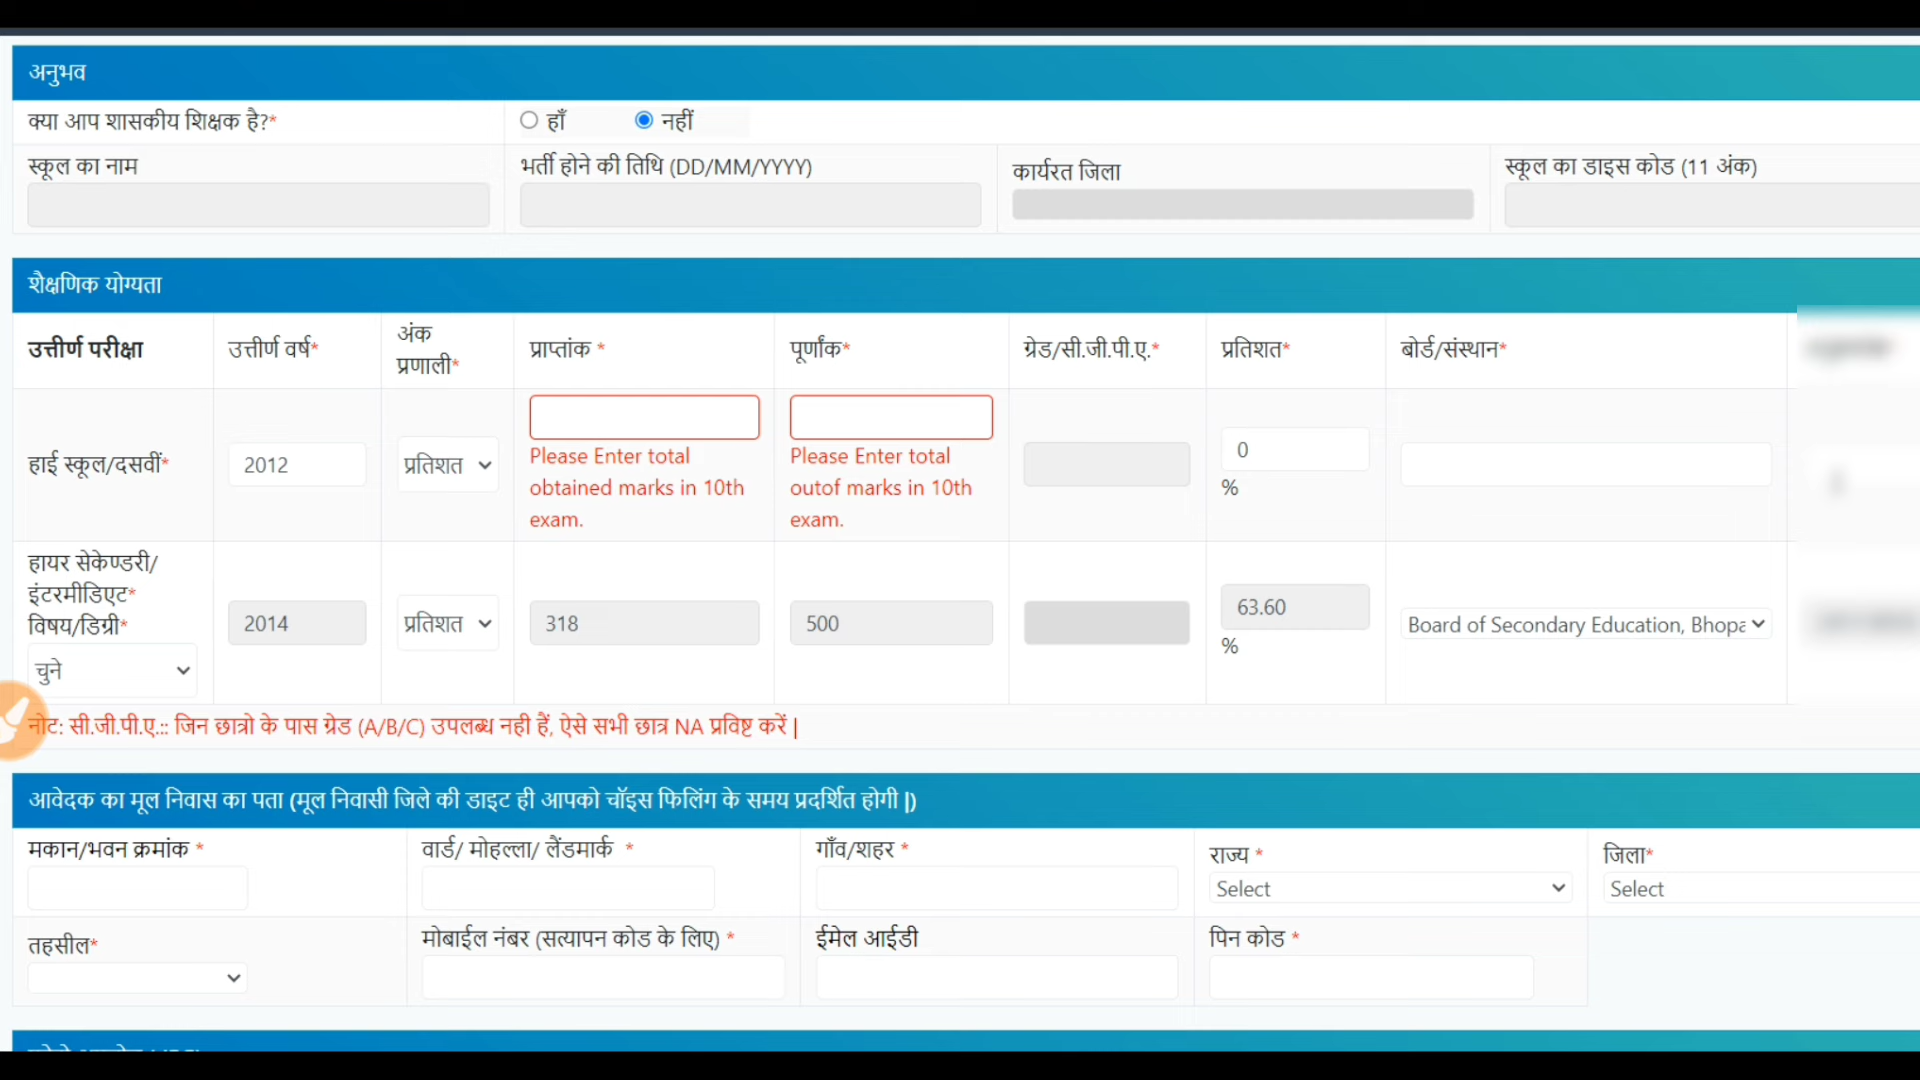 अनुभव
क्या आप शासकीय शिक्षक है?* हाँ नहीं
स्कूल का नाम भर्ती होने की तिथि (DD/MM/YYYY) कार्यरत जिला स्कूल का डाइस कोड (11 अंक)
शैक्षणिक योग्यता
उत्तीर्ण परीक्षा उत्तीर्ण वर्ष* अंक प्रणाली* प्राप्तांक * पूर्णांक* ग्रेड/सी.जी.पी.ए.* प्रतिशत* बोर्ड/संस्थान*
हाई स्कूल/दसवीं* 2012 प्रतिशत 0
%
Please Enter total
obtained marks in 10th
exam.
Please Enter total
outof marks in 10th
exam.
हायर सेकेण्डरी/
इंटरमीडिएट*
विषय/डिग्री*
चुने
2014 प्रतिशत 318 500 63.60
%
Board of Secondary Education, Bhopa
नोट: सी.जी.पी.ए.:: जिन छात्रो के पास ग्रेड (A/B/C) उपलब्ध नही हैं, ऐसे सभी छात्र NA प्रविष्ट करें |
आवेदक का मूल निवास का पता (मूल निवासी जिले की डाइट ही आपको चॉइस फिलिंग के समय प्रदर्शित होगी |)
मकान/भवन क्रमांक * वार्ड/ मोहल्ला/ लैंडमार्क * गाँव/शहर * राज्य * जिला*
Select Select
तहसील* मोबाईल नंबर (सत्यापन कोड के लिए) * ईमेल आईडी पिन कोड *